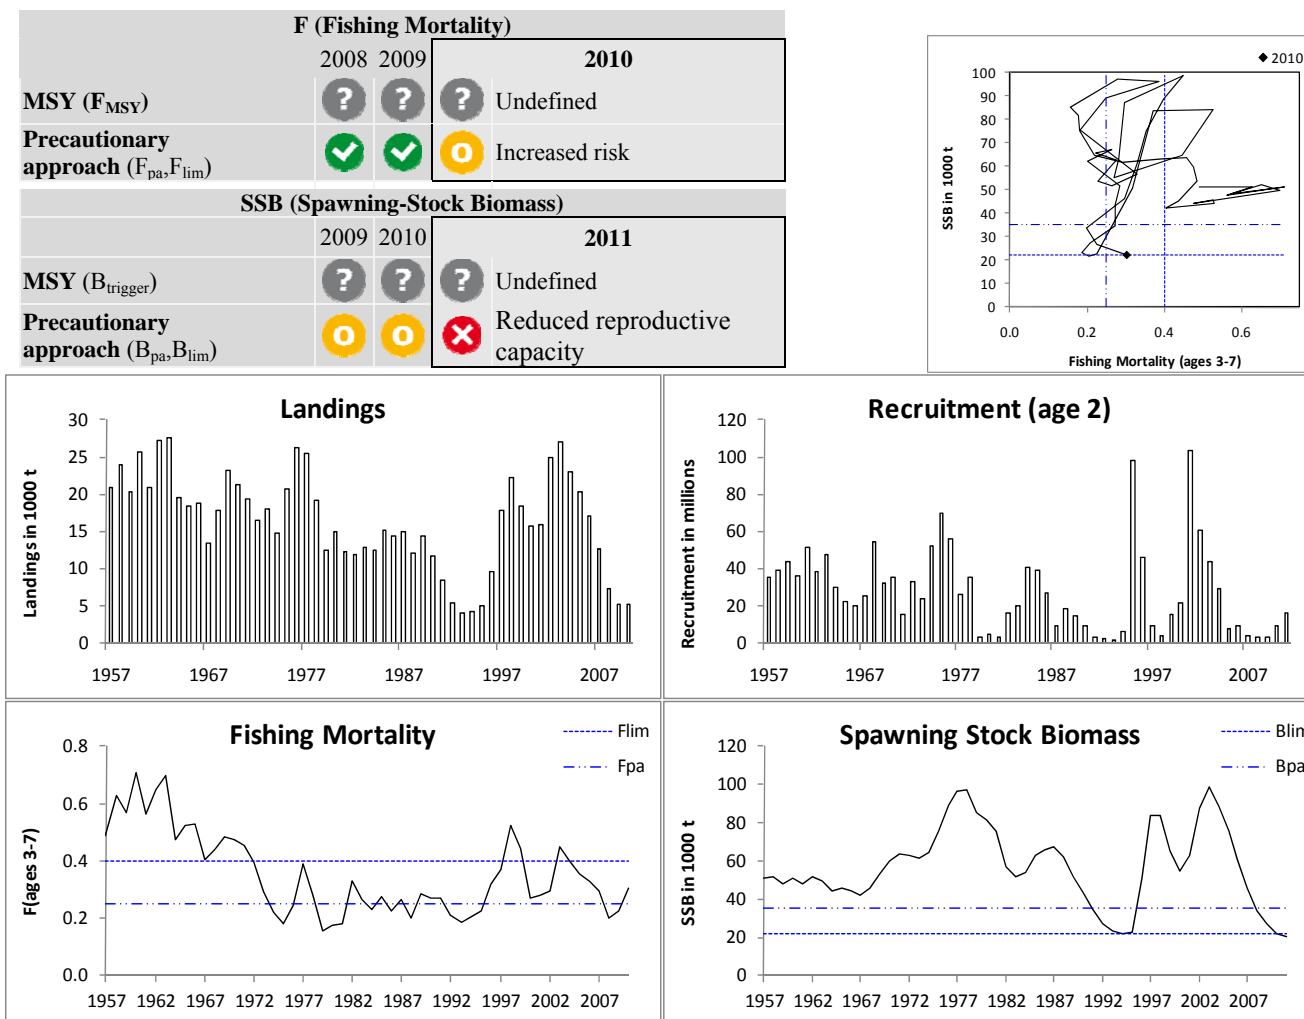 F (Fishing Mortality)
2008 2009 2010
MSY (FMSY) ? ? ? Undefined
Precautionary
approach (Fpa,Flim) Increased risk
SSB (Spawning-Stock Biomass)
2009 2010 2011
MSY (Btrigger) ? ? ? Undefined
Precautionary
approach (Bpa,Blim) Reduced reproductive
capacity
2010
SSB in 1000 t
100
90
80
70
60
50
40
30
20
10
0
0.0 0.2 0.4 0.6
Fishing Mortality (ages 3-7)
Landings
Landings in 1000 t
30
25
20
15
10
5
0
1957 1967 1977 1987 1997 2007
Recruitment (age 2)
Recruitment in millions
120
100
80
60
40
20
0
1957 1967 1977 1987 1997 2007
Fishing Mortality
Flim
Fpa
F(ages 3-7)
0.8
0.6
0.4
0.2
0.0
1957 1962 1967 1972 1977 1982 1987 1992 1997 2002 2007
Spawning Stock Biomass
Blim
Bpa
SSB in 1000 t
120
100
80
60
40
20
0
1957 1962 1967 1972 1977 1982 1987 1992 1997 2002 2007